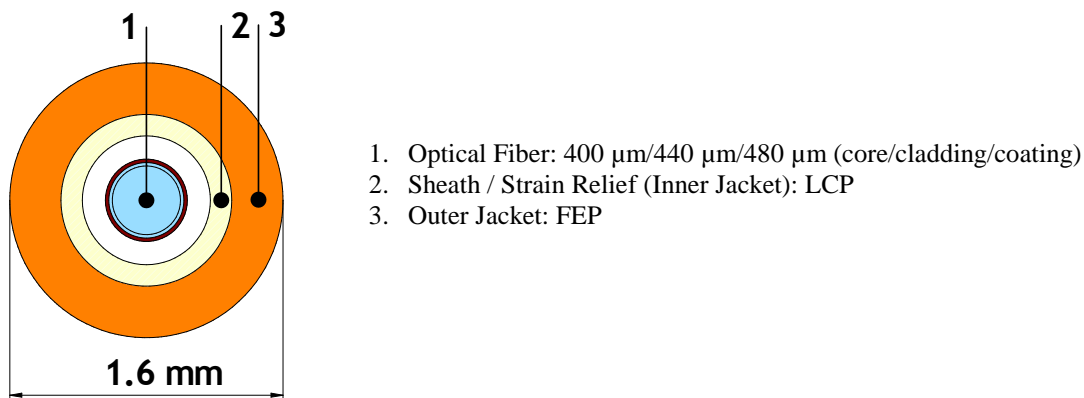 1 2 3
1. Optical Fiber: 400 µm/440 µm/480 µm (core/cladding/coating)
2. Sheath / Strain Relief (Inner Jacket): LCP
3. Outer Jacket: FEP
1.6 mm